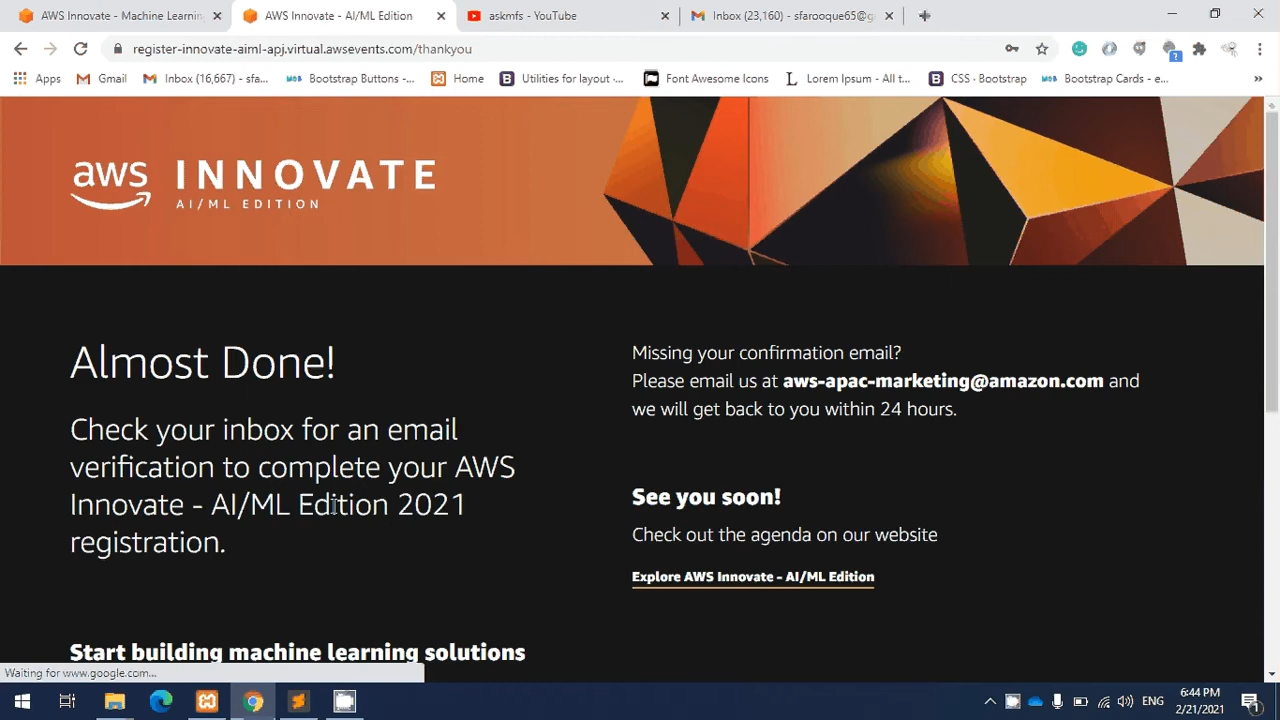 AWS Innovate - Machine Learnin
AWS Innovate - AI/ML Edition
askmfs - YouTube
Inbox (23,160) - sfarooque65@g
register-innovate-aiml-apj.virtual.awsevents.com/thankyou
Apps
Gmail
Inbox (16,667) - sfa...
Bootstrap Buttons -...
Home
Utilities for layout ·...
Font Awesome Icons
Lorem Ipsum - All t...
CSS · Bootstrap
Bootstrap Cards - e...
aws INNOVATE
AI/ML EDITION
Almost Done!
Check your inbox for an email
verification to complete your AWS
Innovate - AI/ML Edition 2021
registration.
Start building machine learning solutions
Missing your confirmation email?
Please email us at aws-apac-marketing@amazon.com and
we will get back to you within 24 hours.
See you soon!
Check out the agenda on our website
Explore AWS Innovate - AI/ML Edition
Waiting for www.google.com...
ENG
6:44 PM
2/21/2021